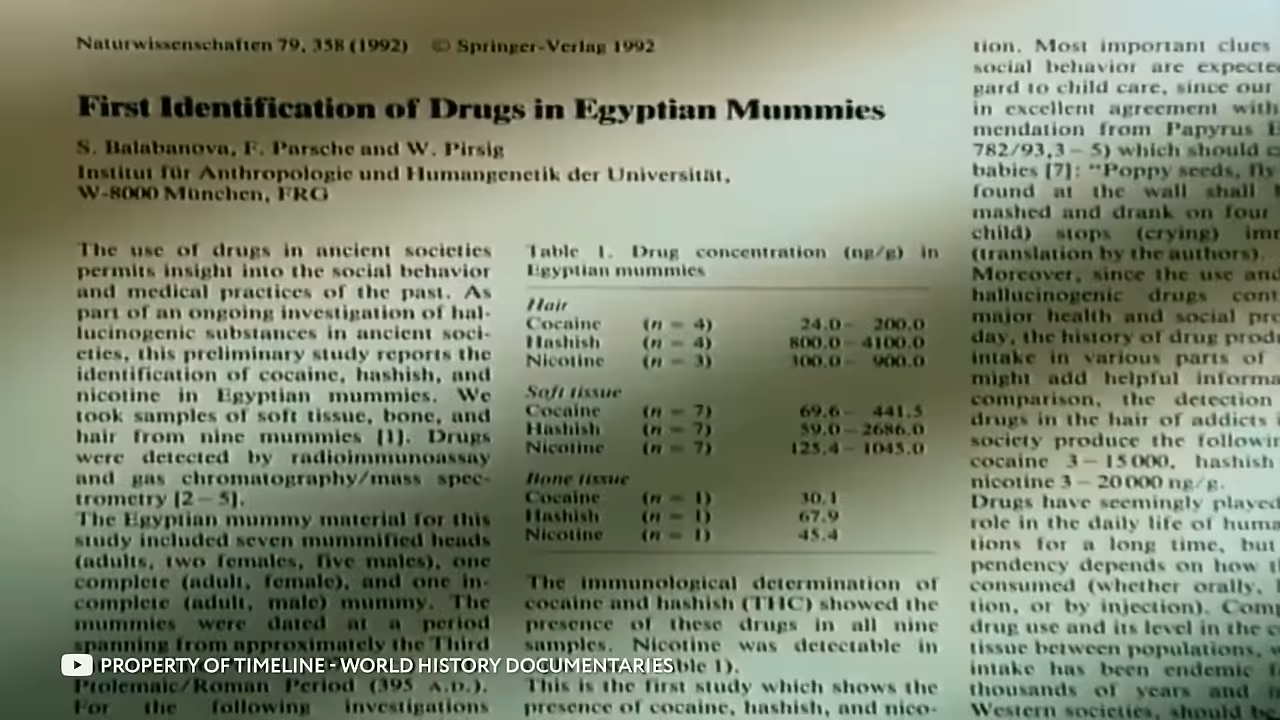 Naturwissenschaften 79, 358 (1992) © Springer-Verlag 1992
First Identification of Drugs in Egyptian Mummies
S. Balabanova, F. Parsche and W. Pirsig
Institut für Anthropologie und Humangenetik der Universität,
W-8000 München, FRG
The use of drugs in ancient societies
permits insight into the social behavior
and medical practices of the past. As
part of an ongoing investigation of hal-
lucinogenic substances in ancient soci-
eties, this preliminary study reports the
identification of cocaine, hashish, and
nicotine in Egyptian mummies. We
took samples of soft tissue, bone, and
hair from nine mummies [1]. Drugs
were detected by radioimmunoassay
and gas chromatography/mass spec-
trometry [2–5].
The Egyptian mummy material for this
study included seven mummified heads
(adults, two females, five males), one
complete (adult, female), and one in-
complete (adult, male) mummy. The
mummies were dated at a period
spanning from approximately the Third
Ptolemaic/Roman Period (395 A.D.).
For the following investigations
Table 1. Drug concentration (ng/g) in
Egyptian mummies
Hair
Cocaine (n = 4) 24.0– 200.0
Hashish (n = 4) 800.0–4100.0
Nicotine (n = 3) 300.0– 900.0
Soft tissue
Cocaine (n = 7) 69.6– 441.5
Hashish (n = 7) 59.0–2686.0
Nicotine (n = 7) 125.4–1045.0
Bone tissue
Cocaine (n = 1) 30.1
Hashish (n = 1) 67.9
Nicotine (n = 1) 45.4
The immunological determination of
cocaine and hashish (THC) showed the
presence of these drugs in all nine
samples. Nicotine was detectable in
ble 1).
This is the first study which shows the
presence of cocaine, hashish, and nico-
tion. Most important clues
social behavior are expecte
gard to child care, since our
in excellent agreement with
mendation from Papyrus E
782/93,3–5) which should c
babies [7]: "Poppy seeds, fly
found at the wall shall
mashed and drank on four
child) stops (crying) imr
(translation by the authors).
Moreover, since the use and
hallucinogenic drugs cont
major health and social pro
day, the history of drug prod
intake in various parts of
might add helpful informa
comparison, the detection
drugs in the hair of addicts i
society produce the followin
cocaine 3–15000, hashish
nicotine 3–20000 ng/g.
Drugs have seemingly played
role in the daily life of huma
tions for a long time, but
pendency depends on how t
consumed (whether orally,
tion, or by injection). Com
drug use and its level in the c
tissue between populations, w
intake has been endemic f
thousands of years and
Western societies, should be
PROPERTY OF TIMELINE - WORLD HISTORY DOCUMENTARIES